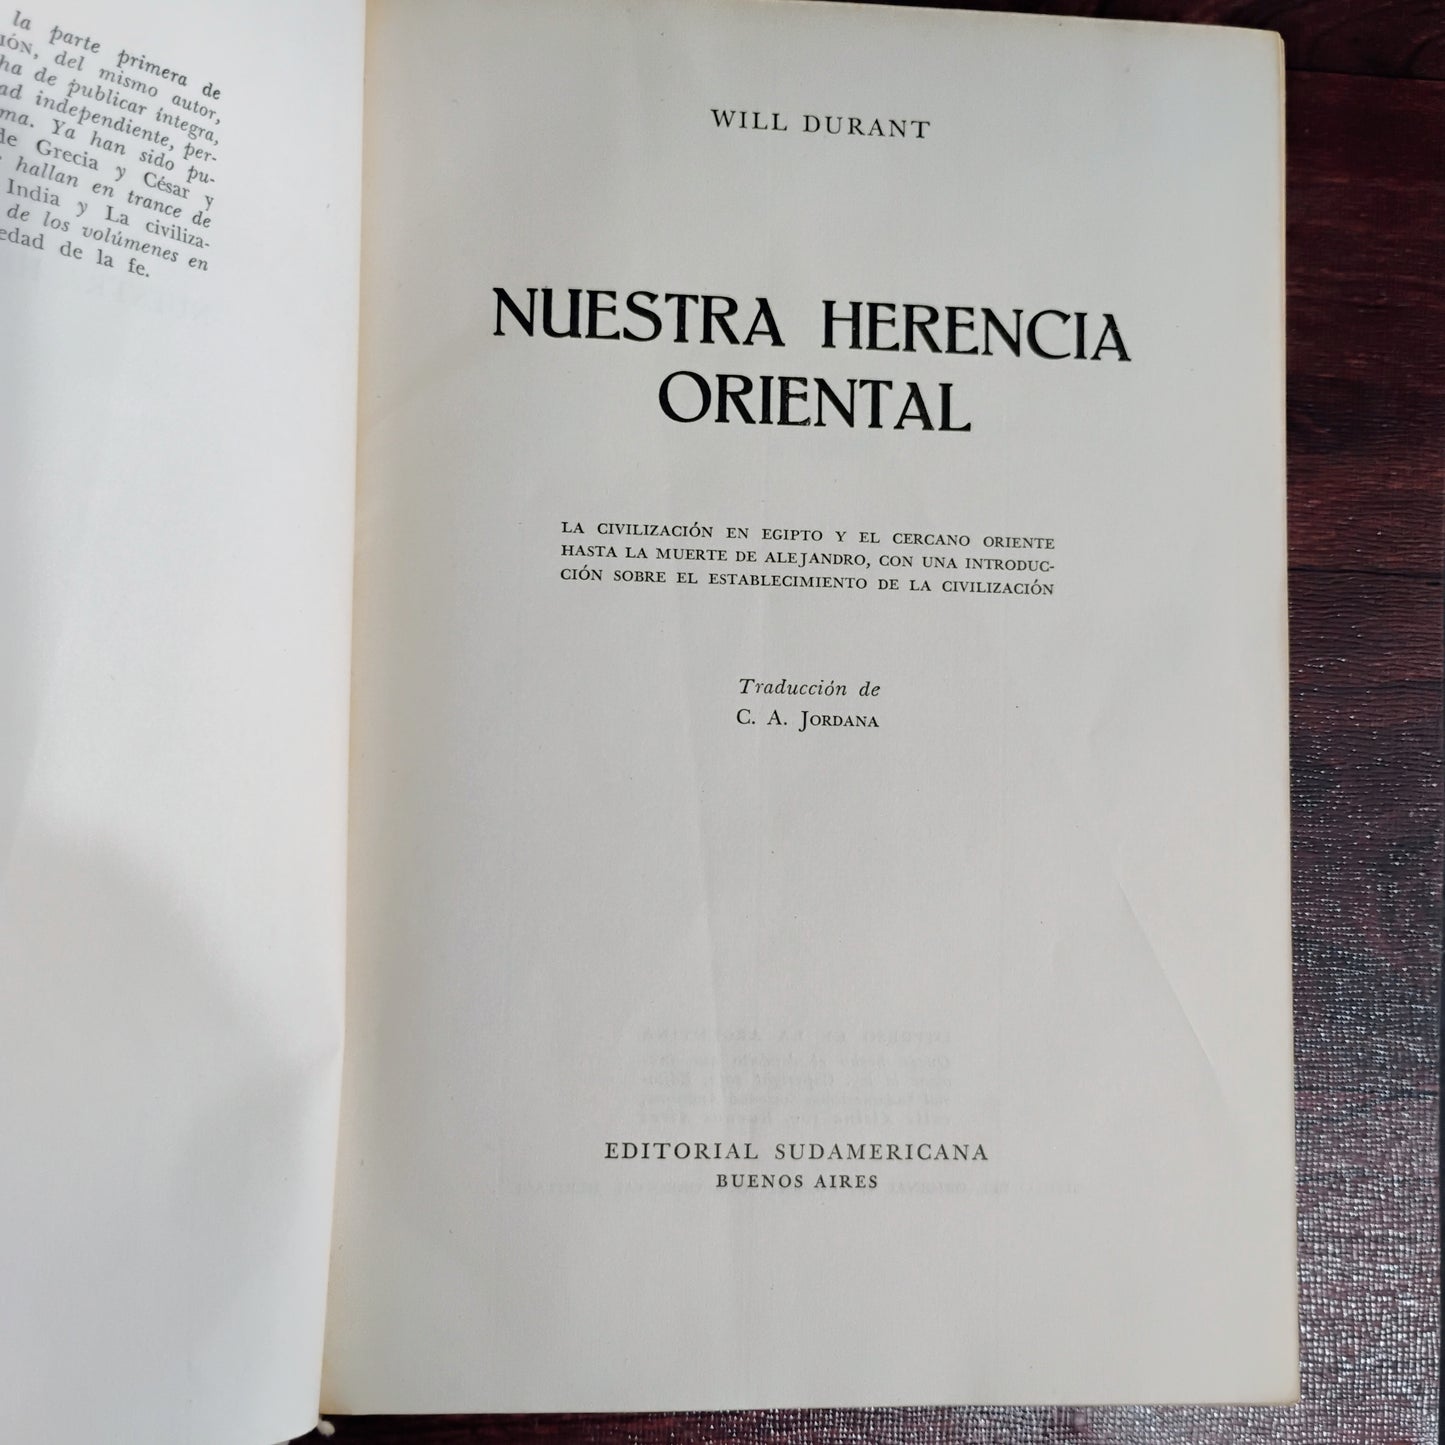 la parte primera de
IÓN, del mismo autor,
ha de publicar íntegra,
ad independiente, per-
ma. Ya han sido pu-
de Grecia y César y
hallan en trance de
India y La civiliza-
de los volúmenes en
edad de la fe.
WILL DURANT
NUESTRA HERENCIA
ORIENTAL
LA CIVILIZACIÓN EN EGIPTO Y EL CERCANO ORIENTE
HASTA LA MUERTE DE ALEJANDRO, CON UNA INTRODUC-
CIÓN SOBRE EL ESTABLECIMIENTO DE LA CIVILIZACIÓN
Traducción de
C. A. JORDANA
EDITORIAL SUDAMERICANA
BUENOS AIRES